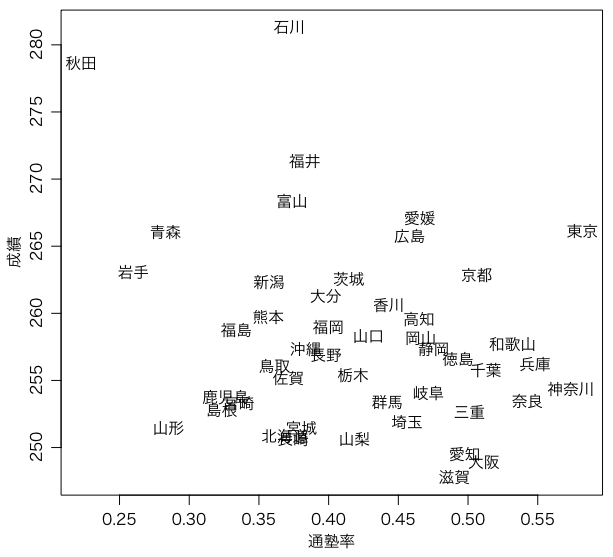 石川
280
秋田
275
福井
270
富山
愛媛
青森
広島
東京
265
成績
岩手
京都
新潟
茨城
大分
香川
260
熊本
高知
福島
福岡
山口
岡山
和歌山
沖縄
静岡
長野
徳島
鳥取
兵庫
千葉
255
佐賀
栃木
神奈川
鹿児島
宮崎
群馬
岐阜
奈良
島根
三重
埼玉
山形
宮城
北海道
長崎
山梨
250
愛知
大阪
滋賀
0.25 0.30 0.35 0.40 0.45 0.50 0.55
通塾率